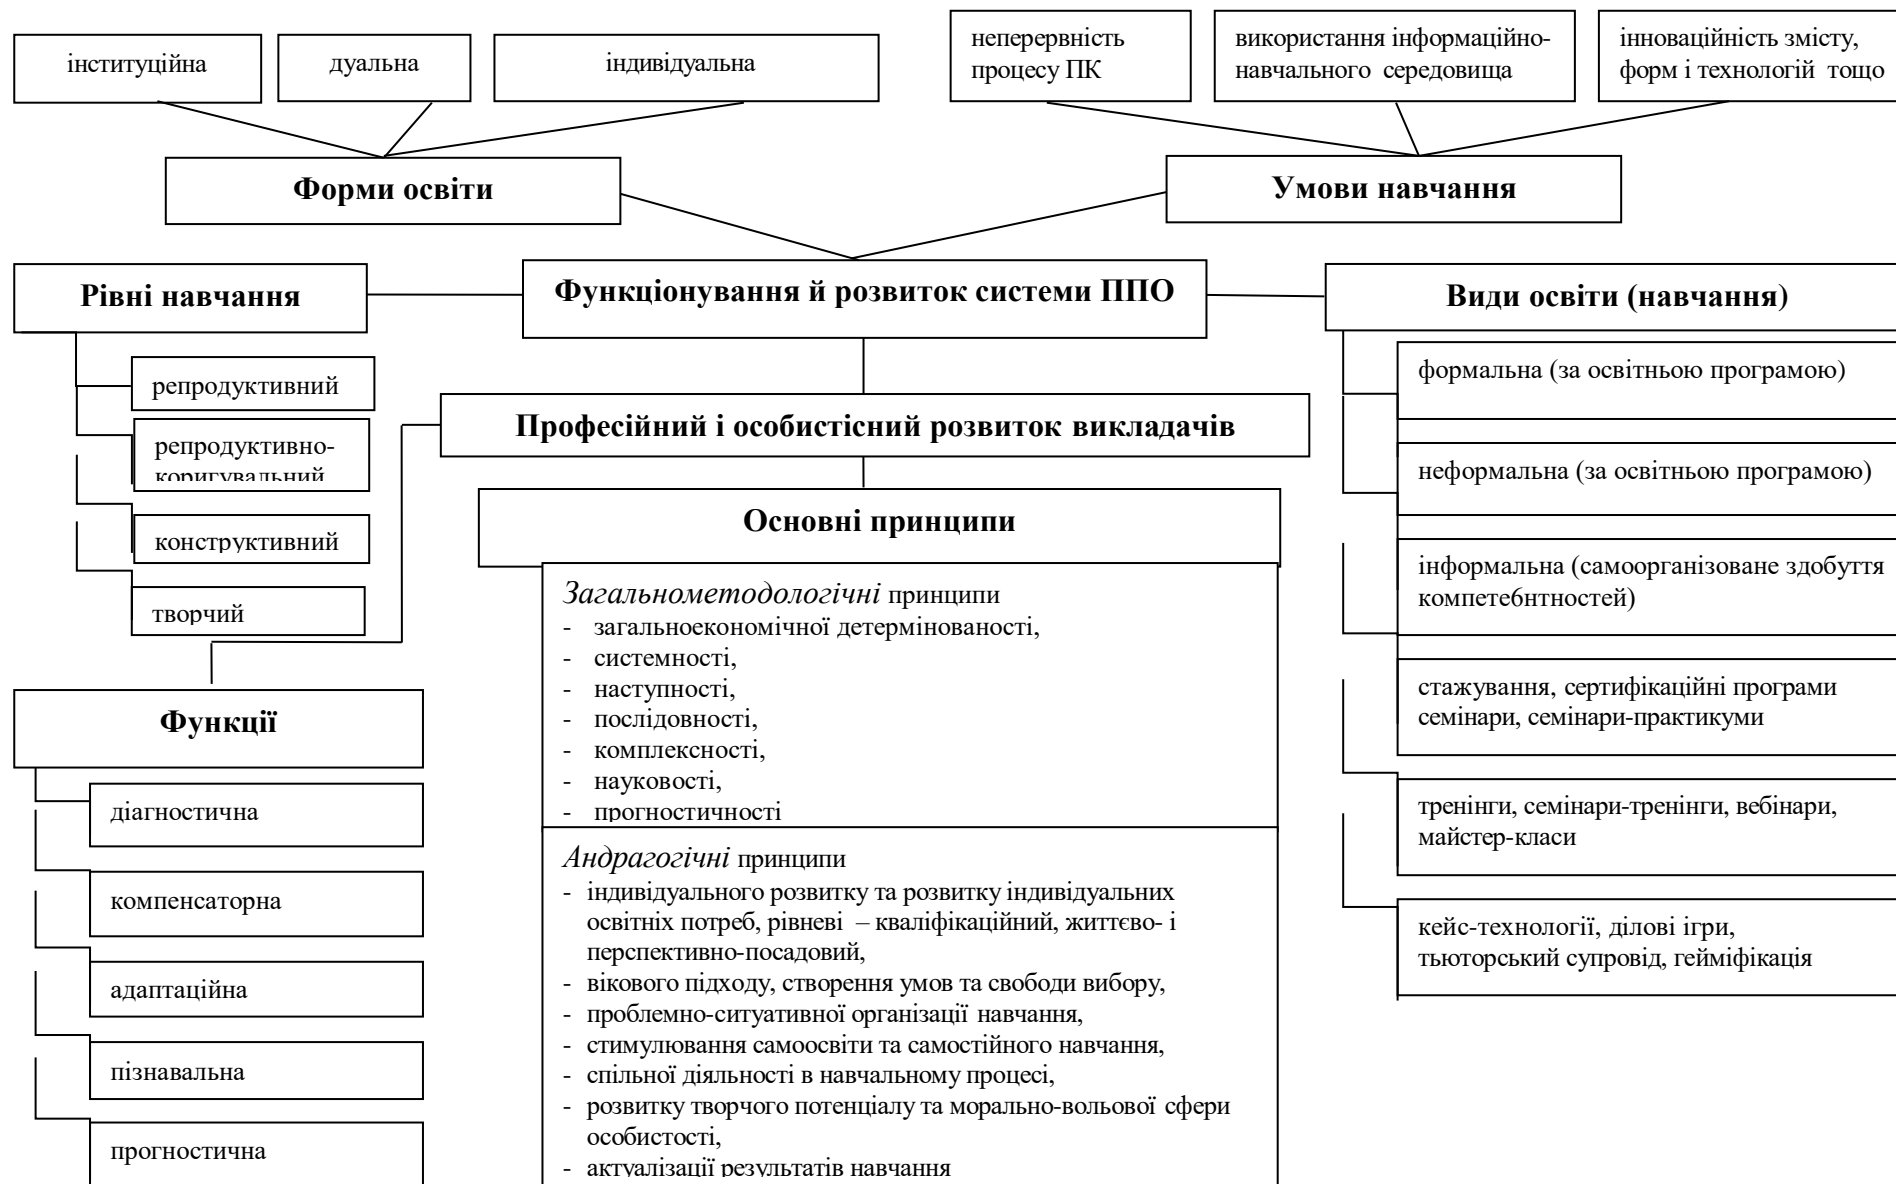 інституційна
дуальна
індивідуальна
неперервність
процесу ПК
використання інформаційно-
навчального середовища
інноваційність змісту,
форм і технологій тощо
Форми освіти
Умови навчання
Рівні навчання
Функціонування й розвиток системи ППО
Види освіти (навчання)
репродуктивний
репродуктивно-
коригувальний
конструктивний
творчий
Професійний і особистісний розвиток викладачів
Основні принципи
Загальнометодологічні принципи
- загальноекономічної детермінованості,
- системності,
- наступності,
- послідовності,
- комплексності,
- науковості,
- прогностичності
Андрагогічні принципи
- індивідуального розвитку та розвитку індивідуальних
освітніх потреб, рівневі – кваліфікаційний, життєво- і
перспективно-посадовий,
- вікового підходу, створення умов та свободи вибору,
- проблемно-ситуативної організації навчання,
- стимулювання самоосвіти та самостійного навчання,
- спільної діяльності в навчальному процесі,
- розвитку творчого потенціалу та морально-вольової сфери
особистості,
- актуалізації результатів навчання
Функції
діагностична
компенсаторна
адаптаційна
пізнавальна
прогностична
формальна (за освітньою програмою)
неформальна (за освітньою програмою)
інформальна (самоорганізоване здобуття
компетебнтностей)
стажування, сертифікаційні програми
семінари, семінари-практикуми
тренінги, семінари-тренінги, вебінари,
майстер-класи
кейс-технології, ділові ігри,
тьюторський супровід, гейміфікація